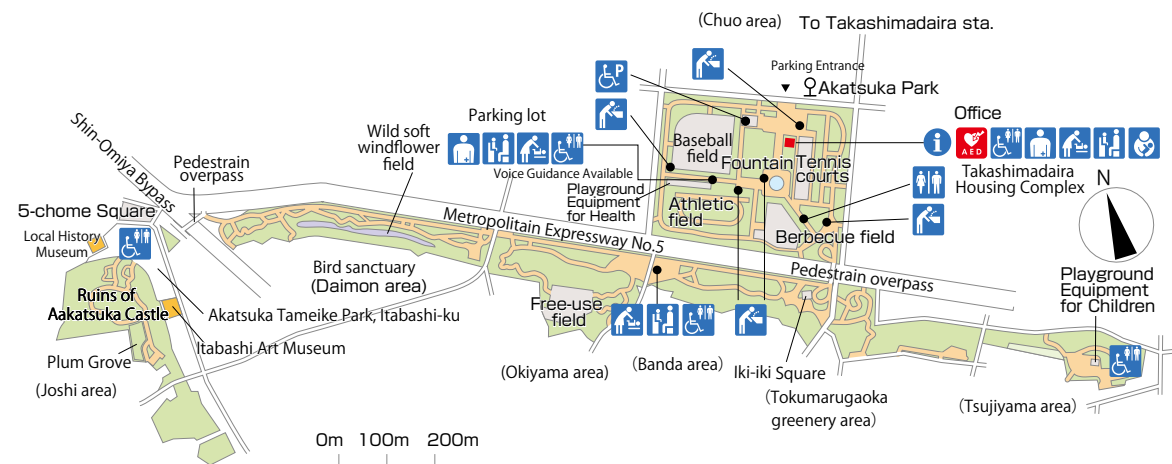 (Chuo area)
To Takashimadaira sta.
Parking Entrance
Akatsuka Park
P
Office
AED
Takashimadaira
Housing Complex
N
Parking lot
Voice Guidance Available
Playground
Equipment
for Health
Baseball
field
Fountain
Tennis
courts
Athletic
field
Berbecue field
Wild soft
windflower
field
Shin-Omiya Bypass
Pedestrain
overpass
5-chome Square
Local History
Museum
Metropolitain Expressway No.5
Pedestrain overpass
Playground
Equipment
for Children
Bird sanctuary
(Daimon area)
Ruins of
Aakatsuka Castle
Akatsuka Tameike Park, Itabashi-ku
Itabashi Art Museum
Plum Grove
(Joshi area)
Free-use
field
(Okiyama area)
(Banda area)
Iki-iki Square
(Tokumarugaoka
greenery area)
(Tsujiyama area)
0m 100m 200m